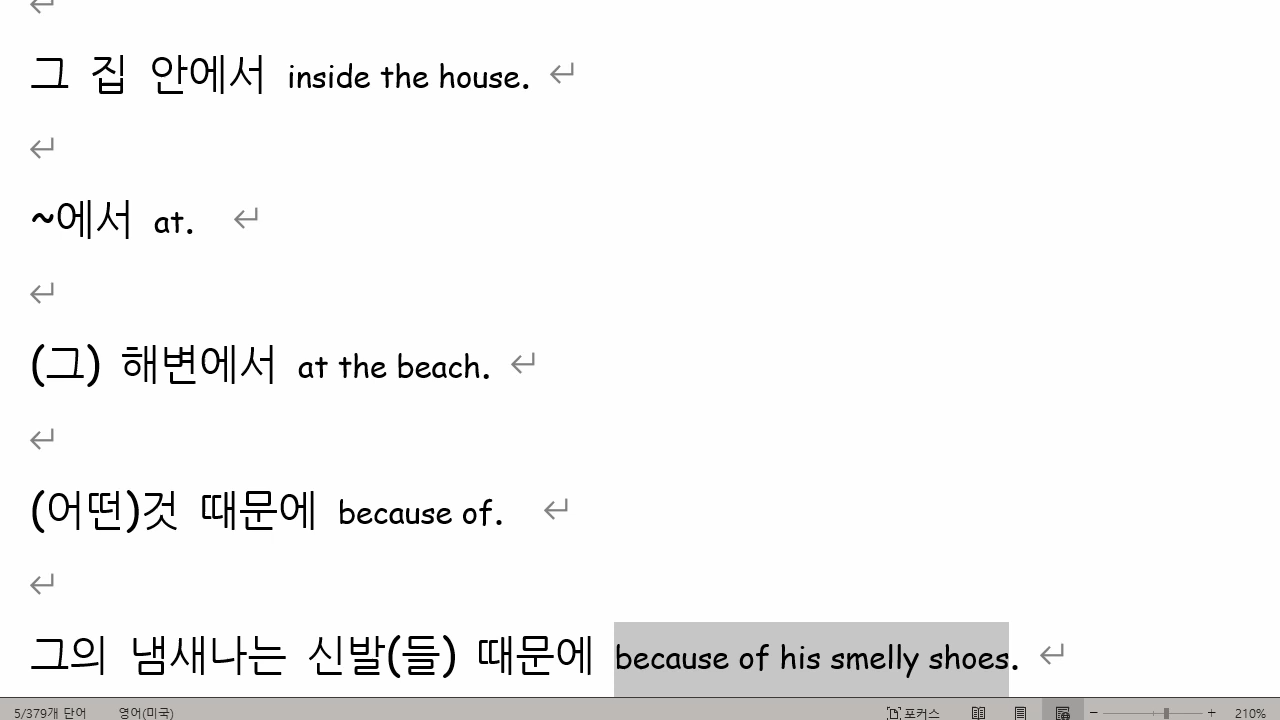 그 집 안에서 inside the house.
~에서 at.
(그) 해변에서 at the beach.
(어떤)것 때문에 because of.
그의 냄새나는 신발(들) 때문에 because of his smelly shoes.
5/379개 단어 영어(미국) 포커스 210%